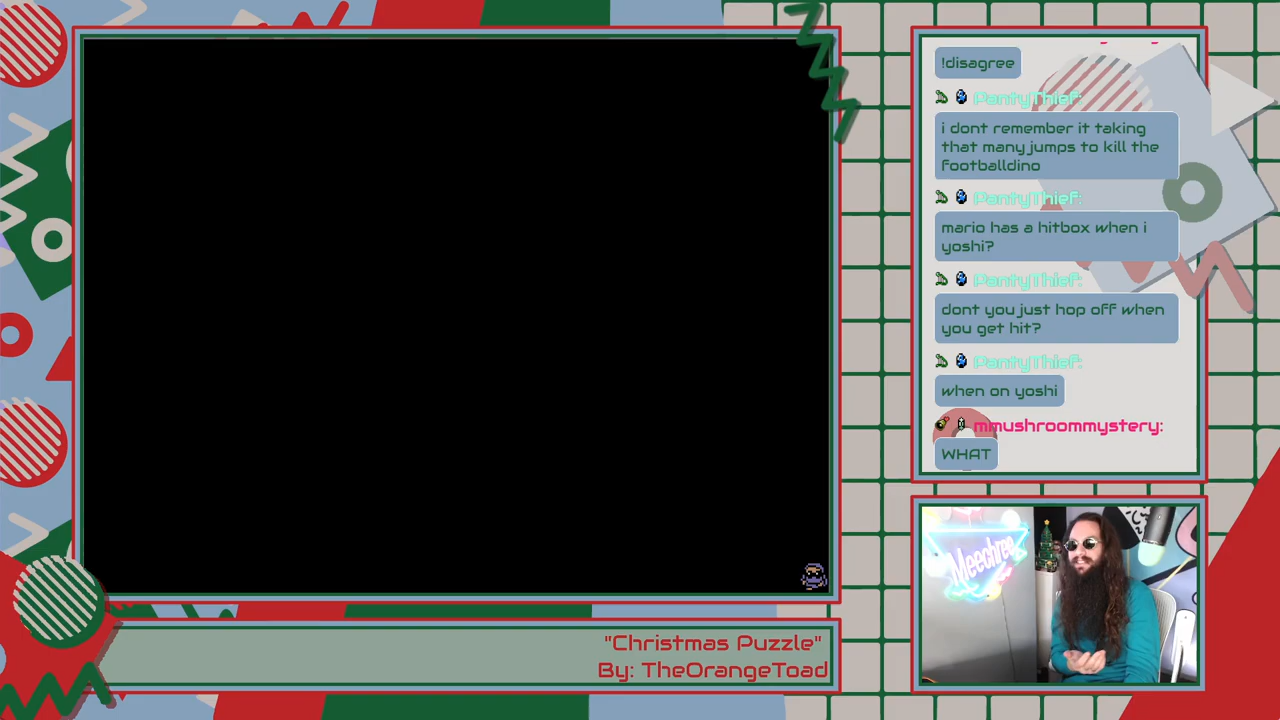 !disagree
PantyThief:
i dont remember it taking
that many jumps to kill the
footballdino
PantyThief:
mario has a hitbox when i
yoshi?
PantyThief:
dont you just hop off when
you get hit?
PantyThief:
when on yoshi
mmushroommystery:
WHAT
Meechree
"Christmas Puzzle"
By: TheOrangeToad